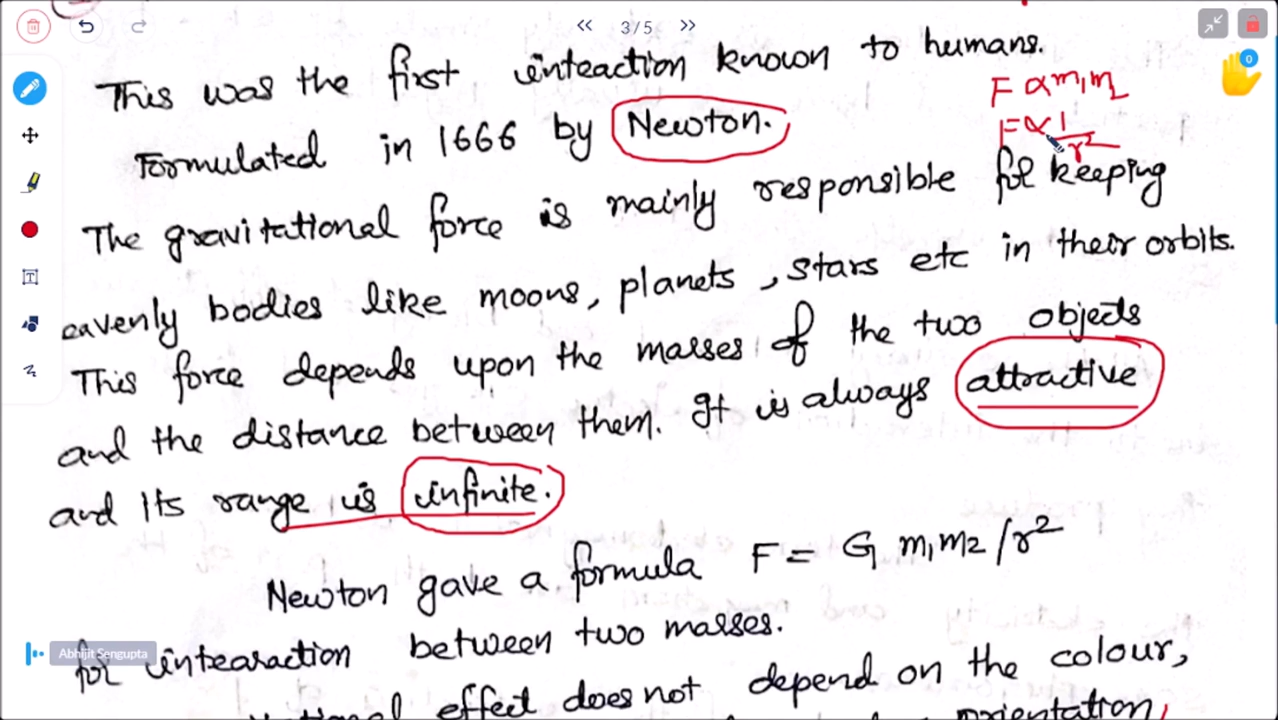 3/5
0
This was the first inteaction known to humans.
F α m1m2
Formulated in 1666 by Newton.
F = α 1/r²
The gravitational force is mainly responsible for keeping
eavenly bodies like moons, planets, stars etc in their orbits.
This force depends upon the masses of the two objects
and the distance between them. It is always attractive
and its range is infinite.
Newton gave a formula F = G m1m2/r²
Abhijit Sengupta
for intearaction between two masses.
effect does not depend on the colour,
orientation,